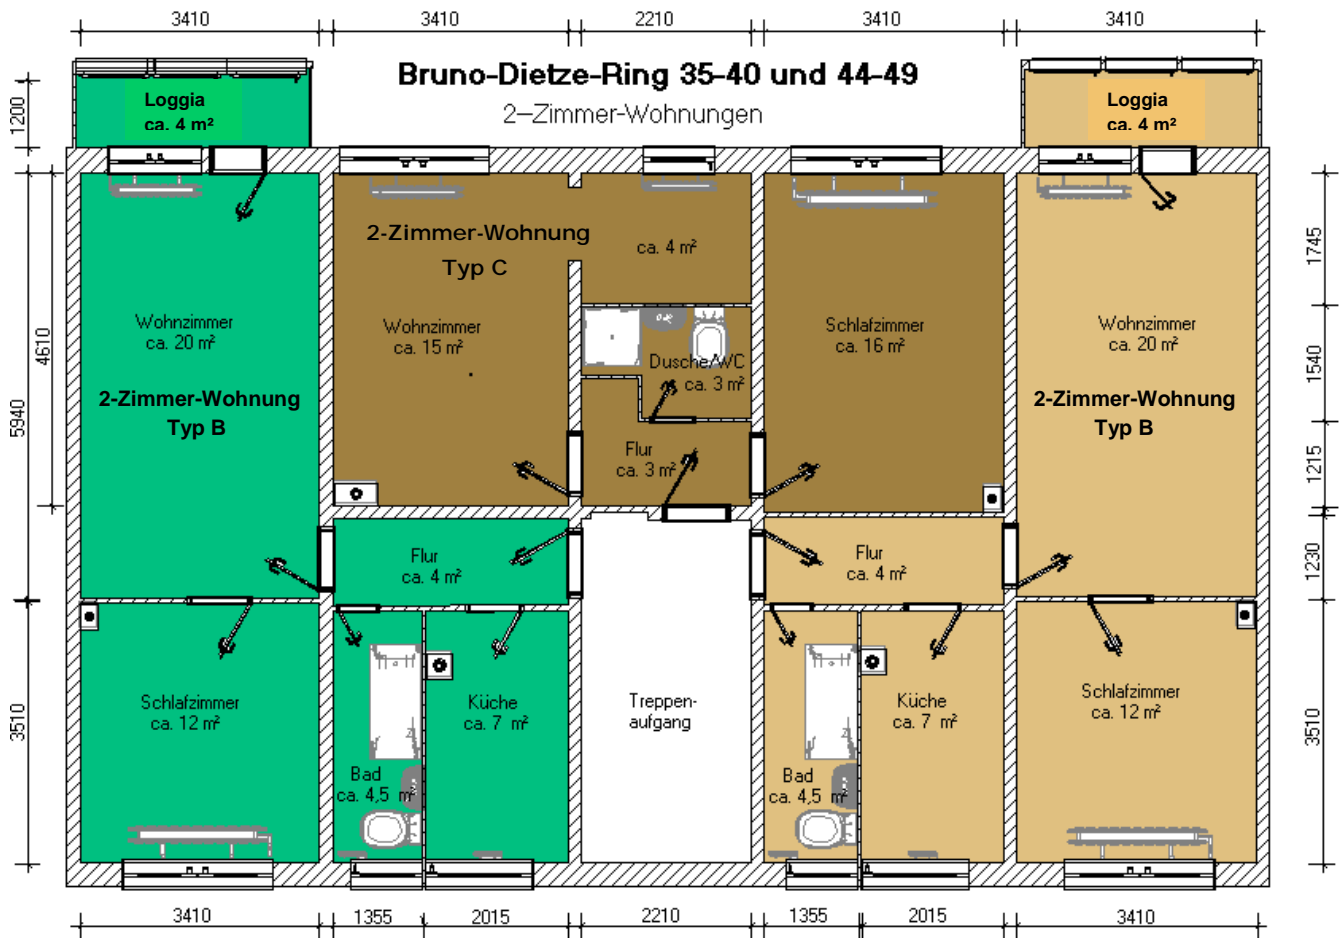 3410
3410
2210
3410
3410
Bruno-Dietze-Ring 35-40 und 44-49
2-Zimmer-Wohnungen
1200
Loggia
ca. 4 m²
Loggia
ca. 4 m²
2-Zimmer-Wohnung
Typ C
ca. 4 m²
1745
4610
Wohnzimmer
ca. 20 m²
Wohnzimmer
ca. 15 m²
Schlafzimmer
ca. 16 m²
Wohnzimmer
ca. 20 m²
1540
Dusche/WC
ca. 3 m²
5940
2-Zimmer-Wohnung
Typ B
2-Zimmer-Wohnung
Typ B
Flur
ca. 3 m²
1215
Flur
ca. 4 m²
Flur
ca. 4 m²
1230
3510
Schlafzimmer
ca. 12 m²
Küche
ca. 7 m²
Treppen-
aufgang
Küche
ca. 7 m²
Schlafzimmer
ca. 12 m²
3510
Bad
ca. 4,5 m²
Bad
ca. 4,5 m²
3410
1355
2015
2210
1355
2015
3410